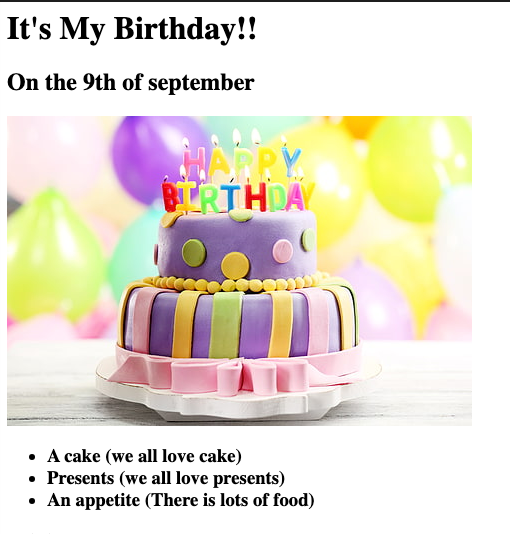 It's My Birthday!!
On the 9th of september
HAPPY
BIRTHDAY
A cake (we all love cake)
Presents (we all love presents)
An appetite (There is lots of food)